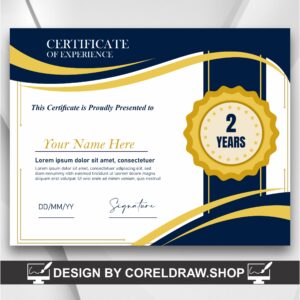 CERTIFICATE
OF EXPERIENCE
This Certificate is Proudly Presented to
2
YEARS
Your Name Here
Lorem ipsum dolor sit amet, consectetuer
DD/MM/YY
Signature
DESIGN BY CORELDRAW.SHOP